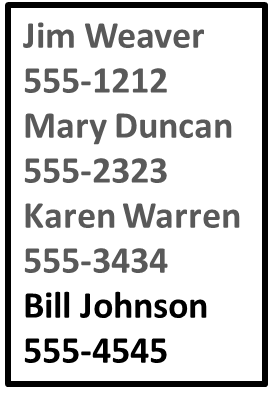 Jim Weaver
555-1212
Mary Duncan
555-2323
Karen Warren
555-3434
Bill Johnson
555-4545